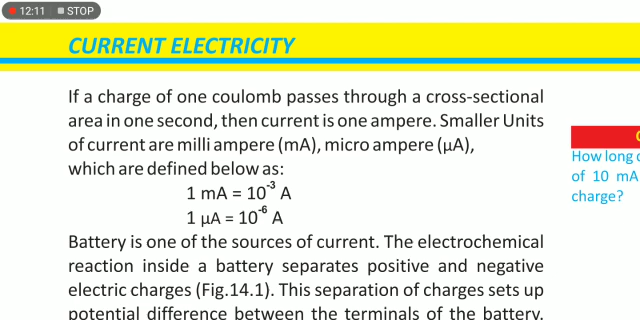 12:11 STOP
CURRENT ELECTRICITY
If a charge of one coulomb passes through a cross-sectional
area in one second, then current is one ampere. Smaller Units
of current are milli ampere (mA), micro ampere (μA),
which are defined below as:
1 mA = 10⁻³ A
1 μA = 10⁻⁶ A
Battery is one of the sources of current. The electrochemical
reaction inside a battery separates positive and negative
electric charges (Fig.14.1). This separation of charges sets up
potential difference between the terminals of the battery.
How long
of 10 mA
charge?